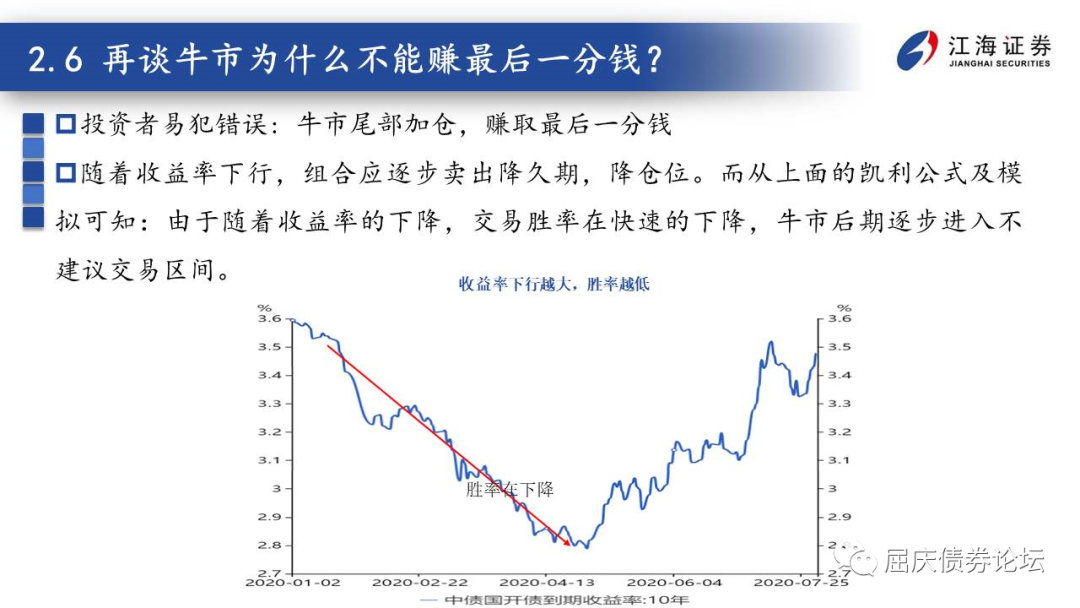 2.6 再谈牛市为什么不能赚最后一分钱？
江海证券
JIANGHAI SECURITIES
投资者易犯错误：牛市尾部加仓，赚取最后一分钱
随着收益率下行，组合应逐步卖出降久期，降仓位。而从上面的凯利公式及模
拟可知：由于随着收益率的下降，交易胜率在快速的下降，牛市后期逐步进入不
建议交易区间。
收益率下行越大，胜率越低
% %
3.6 3.6
3.5 3.5
3.4 3.4
3.3 3.3
3.2 3.2
3.1 3.1
3 3
2.9 2.9
2.8 2.8
2.7 2.7
胜率在下降
2020-01-02 2020-02-22 2020-04-13 2020-06-04 2020-07-25
中债国开债到期收益率:10年
屈庆债券论坛